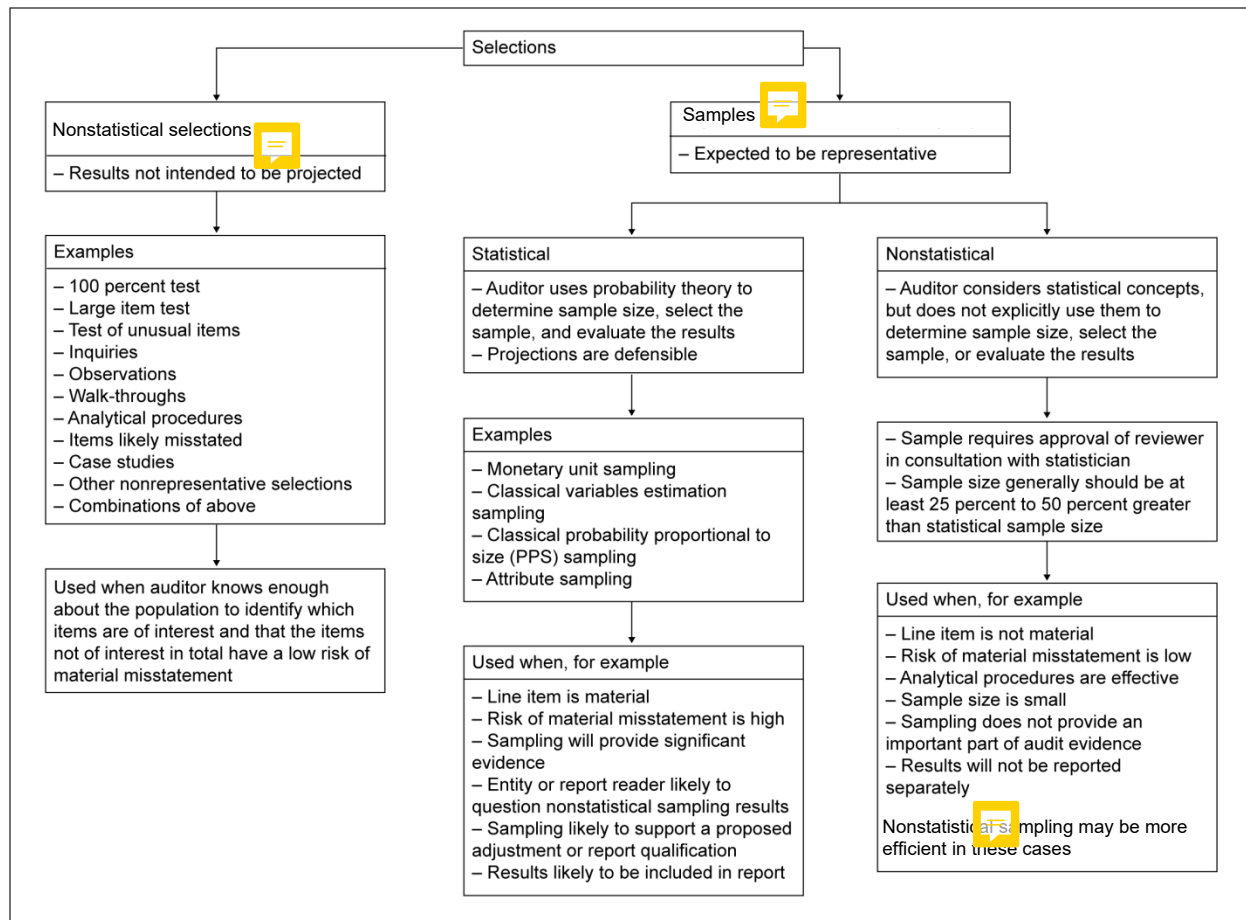 Selections
Nonstatistical selections
– Results not intended to be projected
Examples
– 100 percent test
– Large item test
– Test of unusual items
– Inquiries
– Observations
– Walk-throughs
– Analytical procedures
– Items likely misstated
– Case studies
– Other nonrepresentative selections
– Combinations of above
Used when auditor knows enough
about the population to identify which
items are of interest and that the items
not of interest in total have a low risk of
material misstatement
Samples
– Expected to be representative
Statistical
– Auditor uses probability theory to
determine sample size, select the
sample, and evaluate the results
– Projections are defensible
Examples
– Monetary unit sampling
– Classical variables estimation
sampling
– Classical probability proportional to
size (PPS) sampling
– Attribute sampling
Used when, for example
– Line item is material
– Risk of material misstatement is high
– Sampling will provide significant
evidence
– Entity or report reader likely to
question nonstatistical sampling results
– Sampling likely to support a proposed
adjustment or report qualification
– Results likely to be included in report
Nonstatistical
– Auditor considers statistical concepts,
but does not explicitly use them to
determine sample size, select the
sample, or evaluate the results
– Sample requires approval of reviewer
in consultation with statistician
– Sample size generally should be at
least 25 percent to 50 percent greater
than statistical sample size
Used when, for example
– Line item is not material
– Risk of material misstatement is low
– Analytical procedures are effective
– Sample size is small
– Sampling does not provide an
important part of audit evidence
– Results will not be reported
separately
Nonstatistical sampling may be more
efficient in these cases